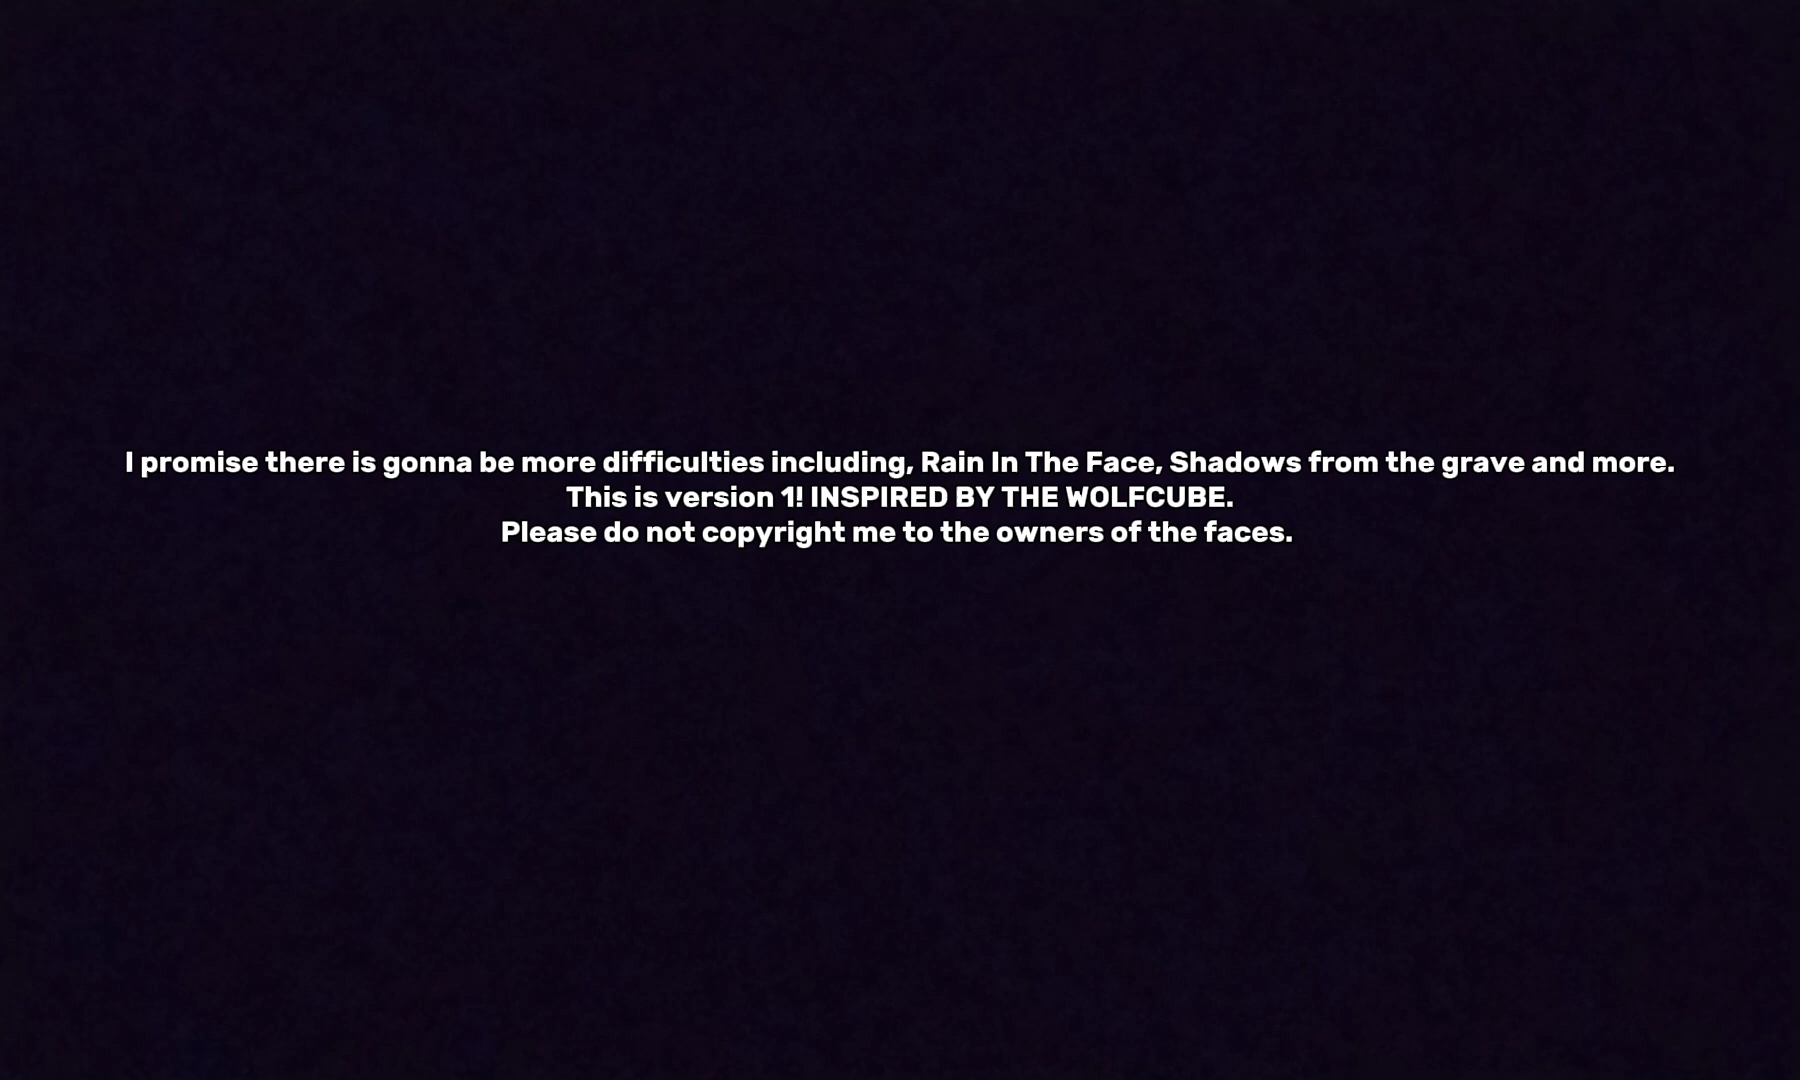 I promise there is gonna be more difficulties including, Rain In The Face, Shadows from the grave and more.
This is version 1! INSPIRED BY THE WOLFCUBE.
Please do not copyright me to the owners of the faces.